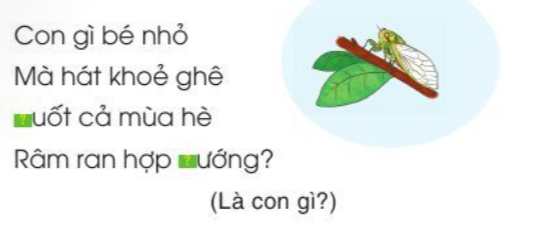 Con gì bé nhỏ
Mà hát khoẻ ghê
?uốt cả mùa hè
Râm ran hợp ?ướng?
(Là con gì?)